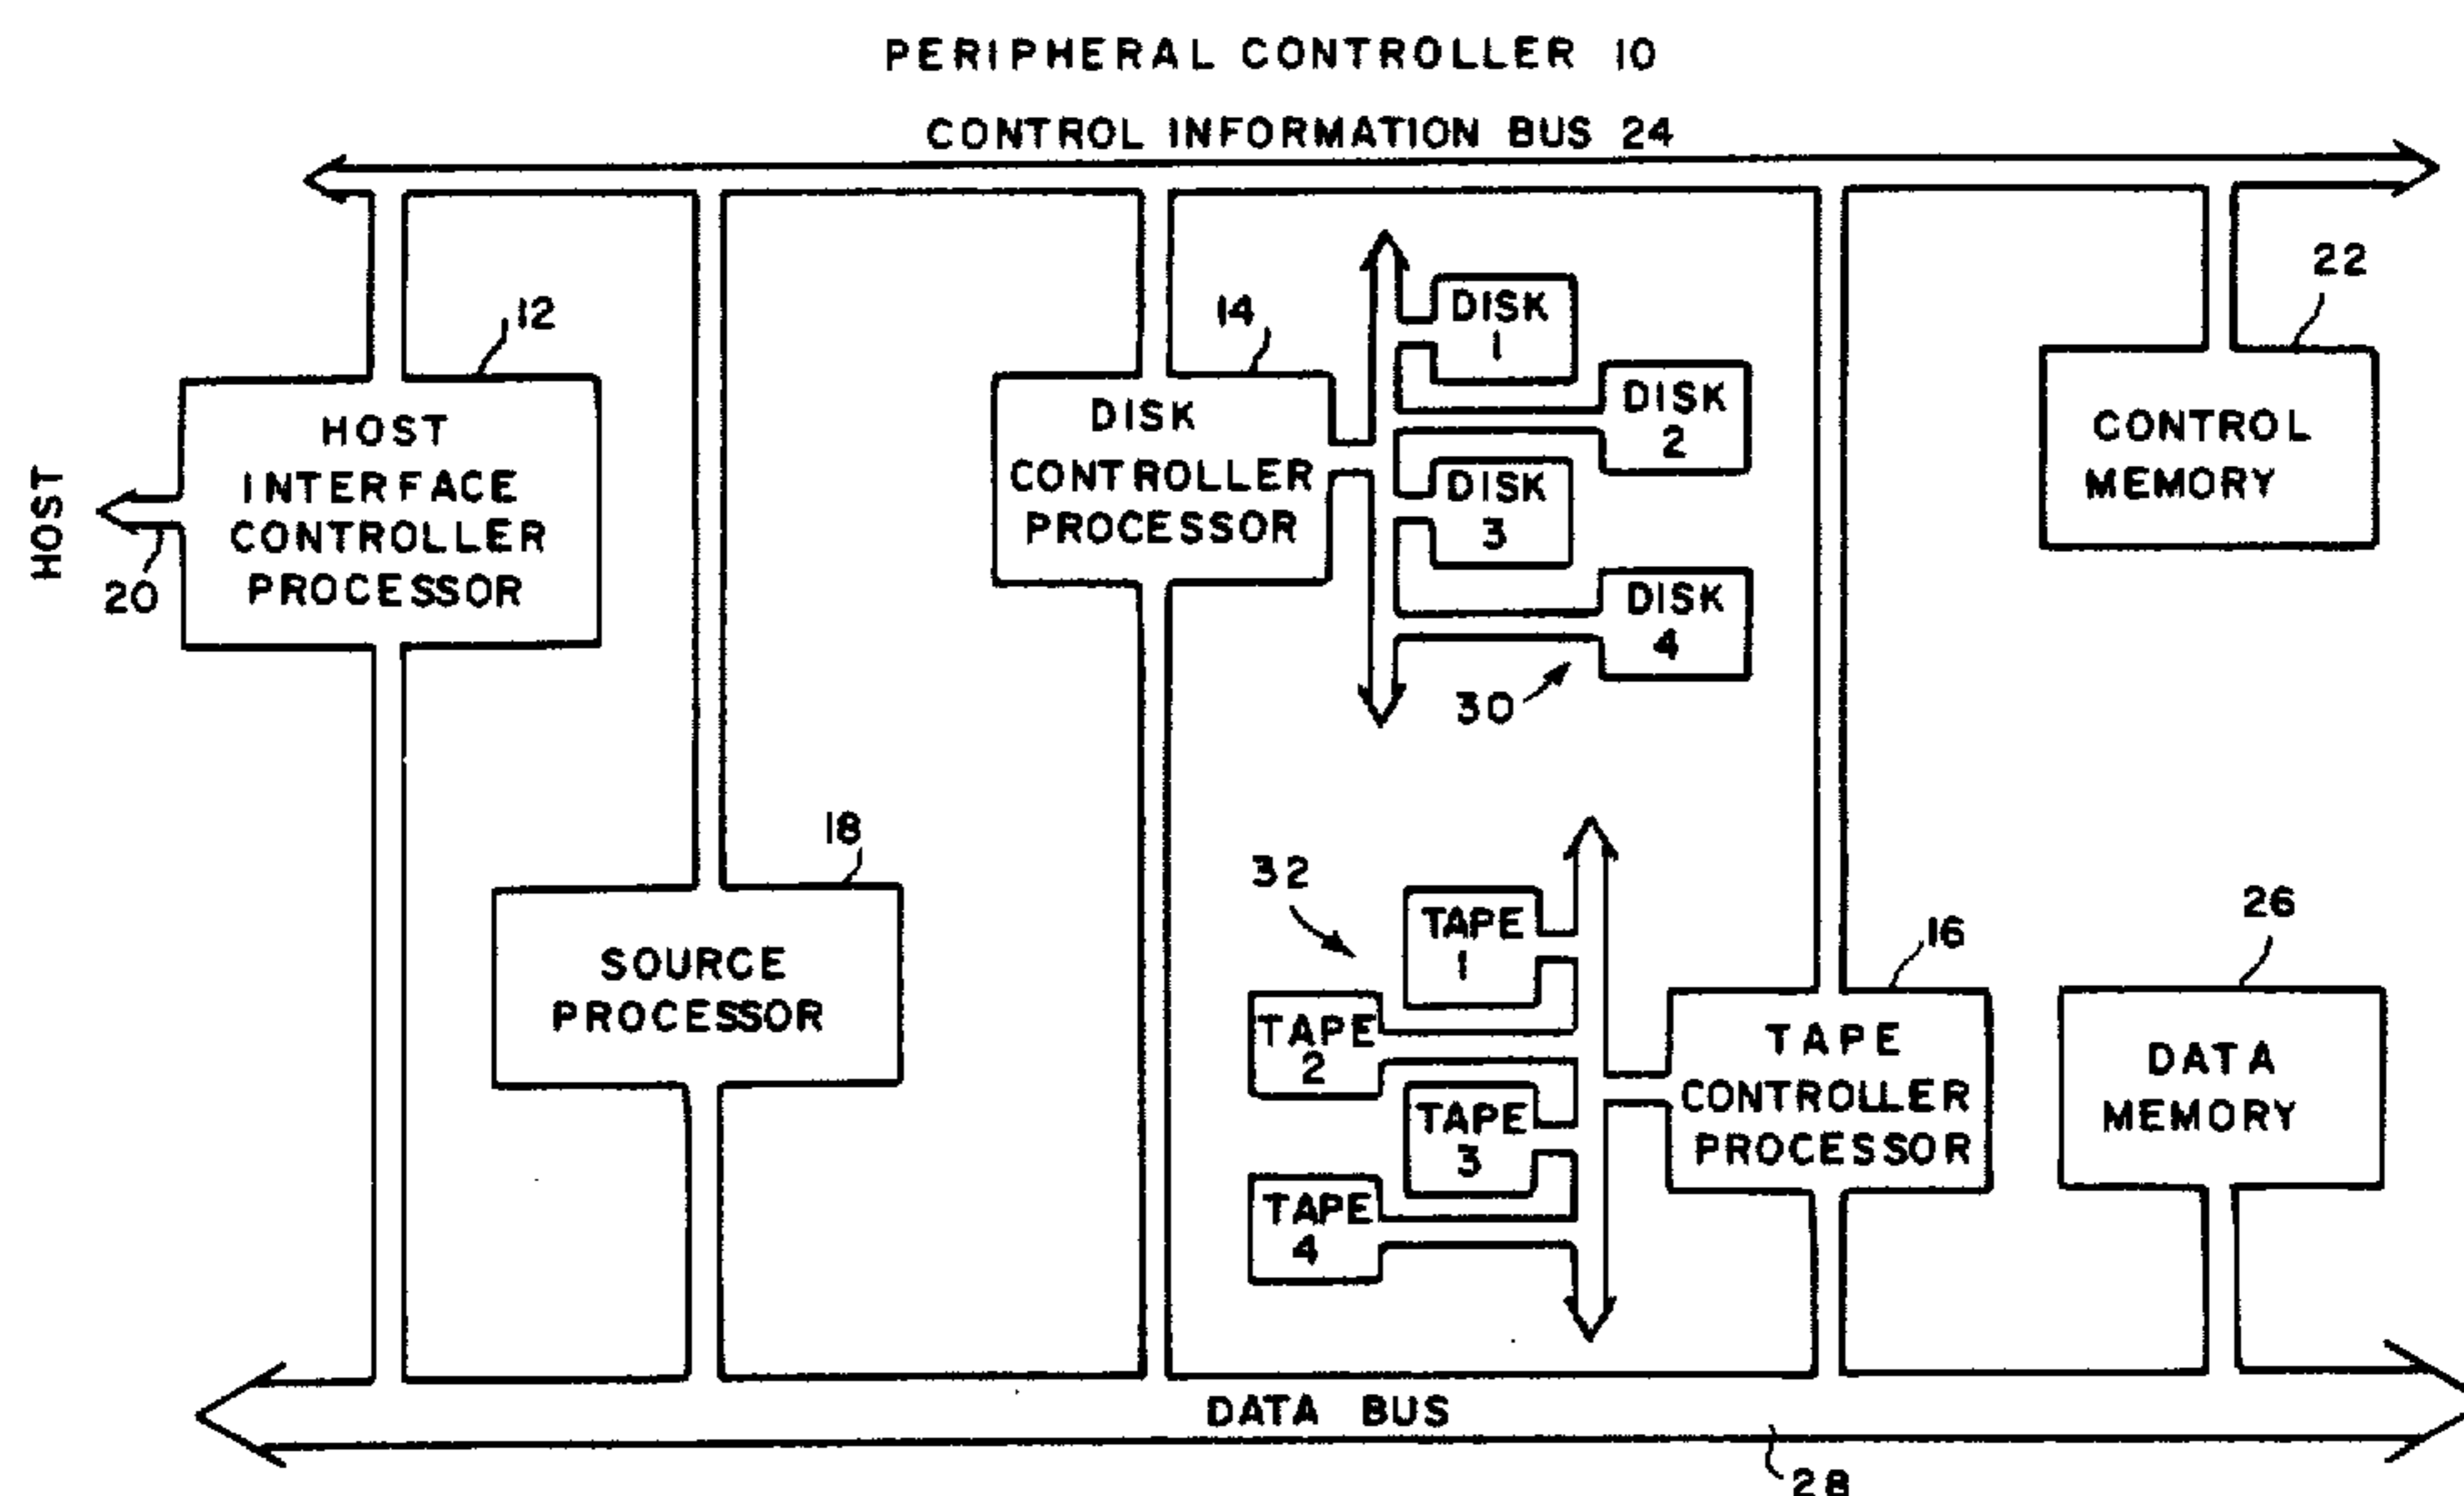 PERIPHERAL CONTROLLER 10
CONTROL INFORMATION BUS 24
12
HOST
INTERFACE
CONTROLLER
PROCESSOR
HOST
20
14
DISK
CONTROLLER
PROCESSOR
DISK
1
DISK
2
DISK
3
DISK
4
30
22
CONTROL
MEMORY
18
SOURCE
PROCESSOR
32
TAPE
1
TAPE
2
TAPE
3
TAPE
4
16
TAPE
CONTROLLER
PROCESSOR
26
DATA
MEMORY
DATA BUS
28